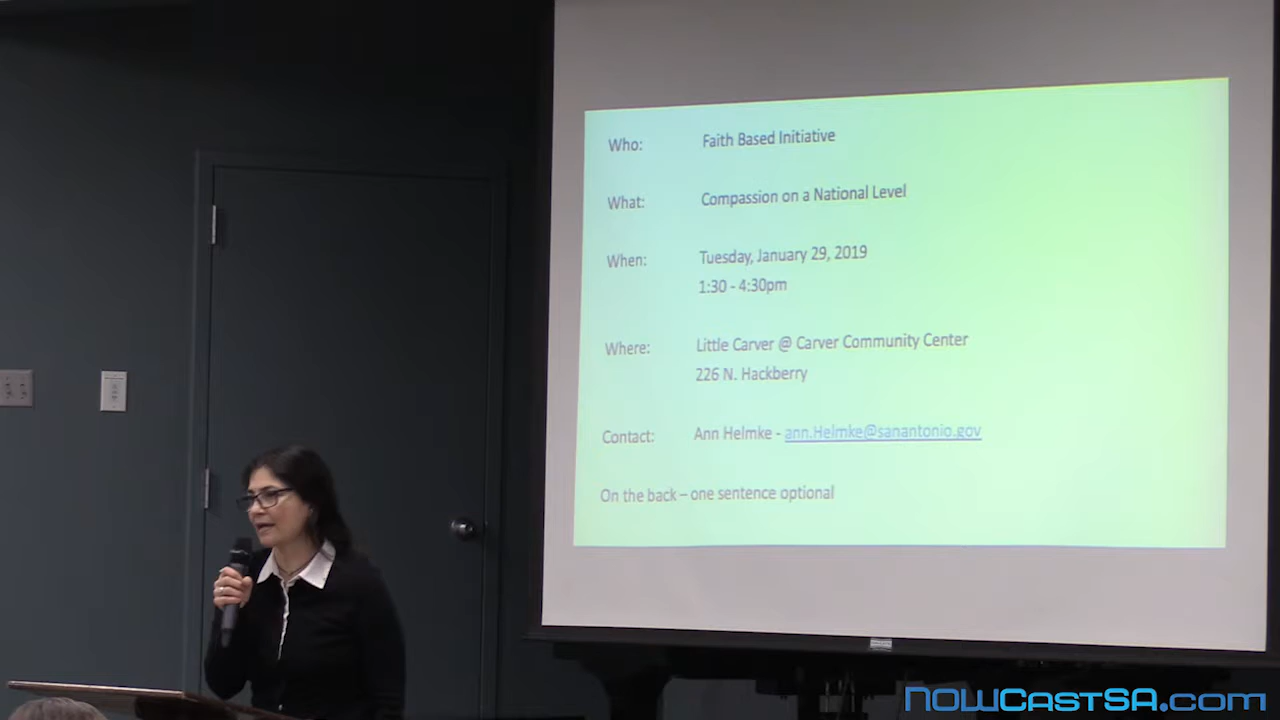 Who: Faith Based Initiative
What: Compassion on a National Level
When: Tuesday, January 29, 2019
1:30 - 4:30pm
Where: Little Carver @ Carver Community Center
226 N. Hackberry
Contact: Ann Helmke - ann.Helmke@sanantonio.gov
On the back – one sentence optional
NOWCASTSA.com